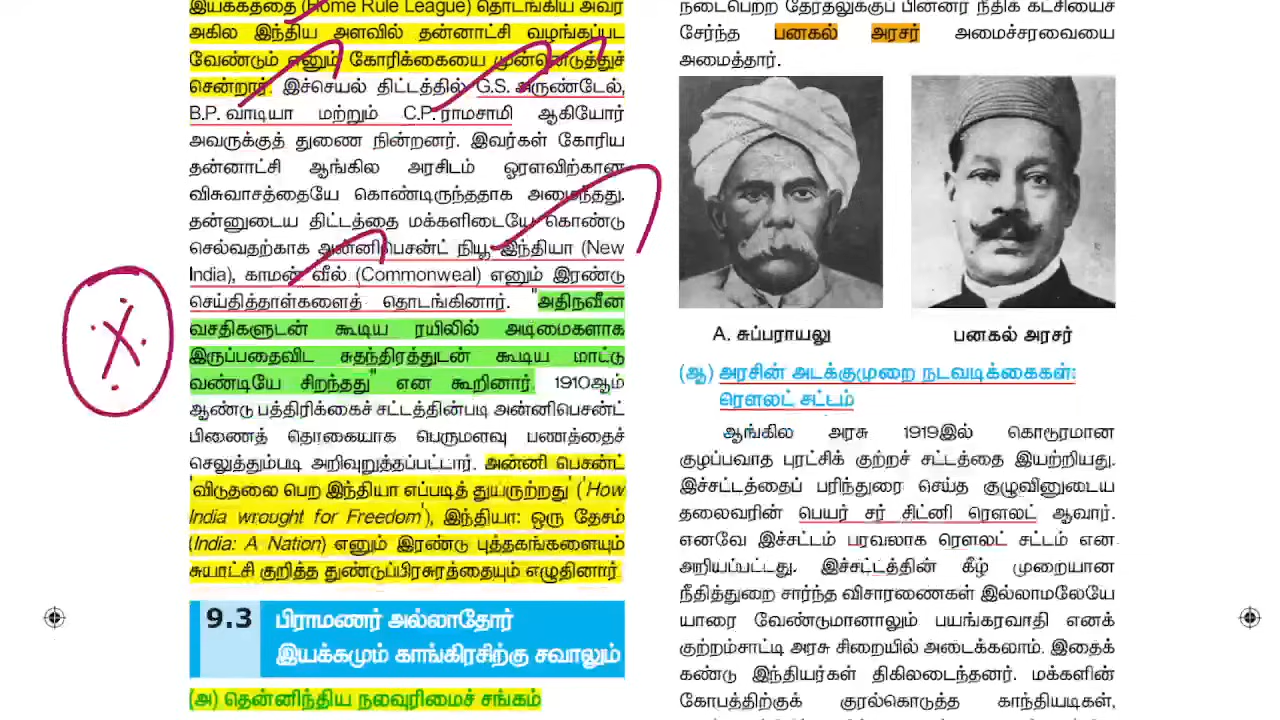 இயக்கத்தை (Home Rule League) தொடங்கிய அவர்
அகில இந்திய அளவில் தன்னாட்சி வழங்கப்பட
வேண்டும் எனும் கோரிக்கையை முன்னெடுத்துச்
சென்றார். இச்செயல் திட்டத்தில் G.S. அருண்டேல்,
B.P. வாடியா மற்றும் C.P. ராமசாமி ஆகியோர்
அவருக்குத் துணை நின்றனர். இவர்கள் கோரிய
தன்னாட்சி ஆங்கில அரசிடம் ஓரளவிற்கான
விசுவாசத்தையே கொண்டிருந்ததாக அமைந்தது.
தன்னுடைய திட்டத்தை மக்களிடையே கொண்டு
செல்வதற்காக அன்னிபெசன்ட் நியூ இந்தியா (New
India), காமன் வீல் (Commonweal) எனும் இரண்டு
செய்தித்தாள்களைத் தொடங்கினார். "அதிநவீன
வசதிகளுடன் கூடிய ரயிலில் அடிமைகளாக
இருப்பதைவிட சுதந்திரத்துடன் கூடிய மாட்டு
வண்டியே சிறந்தது" என கூறினார். 1910ஆம்
ஆண்டு பத்திரிக்கைச் சட்டத்தின்படி அன்னிபெசன்ட்
பிணைத் தொகையாக பெருமளவு பணத்தைச்
செலுத்தும்படி அறிவுறுத்தப்பட்டார். அன்னி பெசன்ட்
'விடுதலை பெற இந்தியா எப்படித் துயருற்றது' ('How
India wrought for Freedom'), இந்தியா: ஒரு தேசம்
(India: A Nation) எனும் இரண்டு புத்தகங்களையும்
சுயாட்சி குறித்த துண்டுப்பிரசுரத்தையும் எழுதினார்.
9.3 பிராமணர் அல்லாதோர்
இயக்கமும் காங்கிரசிற்கு சவாலும்
(அ) தென்னிந்திய நலவுரிமைச் சங்கம்
நடைபெற்ற தேர்தலுக்குப் பின்னர் நீதிக் கட்சியைச்
சேர்ந்த பனகல் அரசர் அமைச்சரவையை
அமைத்தார்.
A. சுப்பராயலு
பனகல் அரசர்
(ஆ) அரசின் அடக்குமுறை நடவடிக்கைகள்:
ரௌலட் சட்டம்
ஆங்கில அரசு 1919இல் கொடூரமான
குழப்பவாத புரட்சிக் குற்றச் சட்டத்தை இயற்றியது.
இச்சட்டத்தைப் பரிந்துரை செய்த குழுவினுடைய
தலைவரின் பெயர் சர் சிட்னி ரௌலட் ஆவார்.
எனவே இச்சட்டம் பரவலாக ரௌலட் சட்டம் என
அறியப்பட்டது. இச்சட்டத்தின் கீழ் முறையான
நீதித்துறை சார்ந்த விசாரணைகள் இல்லாமலேயே
யாரை வேண்டுமானாலும் பயங்கரவாதி எனக்
குற்றம்சாட்டி அரசு சிறையில் அடைக்கலாம். இதைக்
கண்டு இந்தியர்கள் திகிலடைந்தனர். மக்களின்
கோபத்திற்குக் குரல்கொடுத்த காந்தியடிகள்,